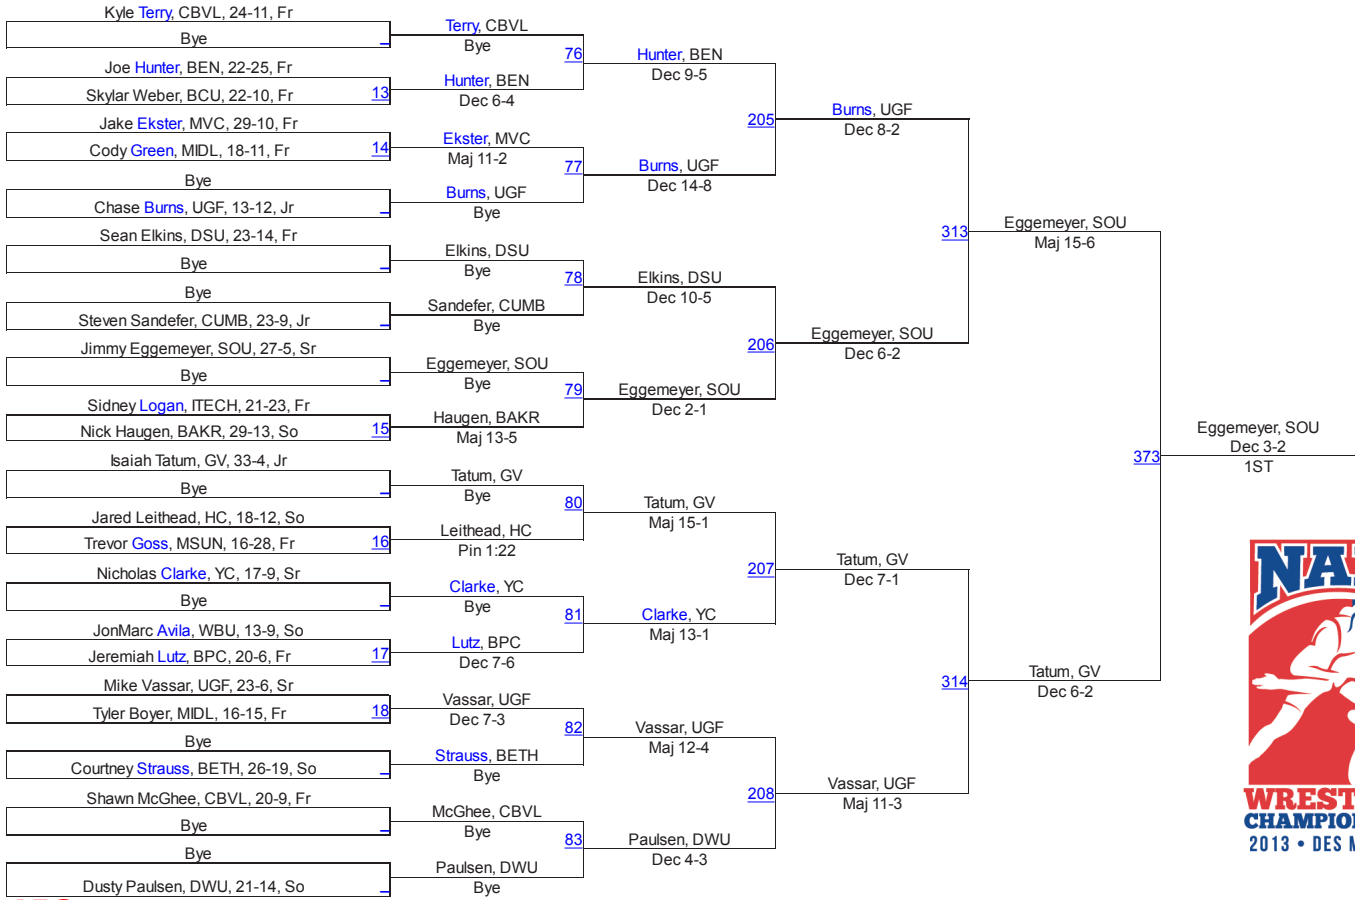 Kyle Terry, CBVL, 24-11, Fr
Bye
Joe Hunter, BEN, 22-25, Fr
Skylar Weber, BCU, 22-10, Fr
13
Jake Ekster, MVC, 29-10, Fr
Cody Green, MIDL, 18-11, Fr
14
Bye
Chase Burns, UGF, 13-12, Jr
Sean Elkins, DSU, 23-14, Fr
Bye
Bye
Steven Sandefer, CUMB, 23-9, Jr
Jimmy Eggemeyer, SOU, 27-5, Sr
Bye
Sidney Logan, ITECH, 21-23, Fr
Nick Haugen, BAKR, 29-13, So
15
Isaiah Tatum, GV, 33-4, Jr
Bye
Jared Leithead, HC, 18-12, So
Trevor Goss, MSUN, 16-28, Fr
16
Nicholas Clarke, YC, 17-9, Sr
Bye
JonMarc Avila, WBU, 13-9, So
Jeremiah Lutz, BPC, 20-6, Fr
17
Mike Vassar, UGF, 23-6, Sr
Tyler Boyer, MIDL, 16-15, Fr
18
Bye
Courtney Strauss, BETH, 26-19, So
Shawn McGhee, CBVL, 20-9, Fr
Bye
Bye
Dusty Paulsen, DWU, 21-14, So
Terry, CBVL
Bye
76
Hunter, BEN
Dec 6-4
Ekster, MVC
Maj 11-2
77
Burns, UGF
Bye
Elkins, DSU
Bye
78
Sandefer, CUMB
Bye
Eggemeyer, SOU
Bye
79
Haugen, BAKR
Maj 13-5
Tatum, GV
Bye
80
Leithead, HC
Pin 1:22
Clarke, YC
Bye
81
Lutz, BPC
Dec 7-6
Vassar, UGF
Dec 7-3
82
Strauss, BETH
Bye
McGhee, CBVL
Bye
83
Paulsen, DWU
Bye
Hunter, BEN
Dec 9-5
205
Burns, UGF
Dec 14-8
Elkins, DSU
Dec 10-5
206
Eggemeyer, SOU
Dec 2-1
Tatum, GV
Maj 15-1
207
Clarke, YC
Maj 13-1
Vassar, UGF
Maj 12-4
208
Paulsen, DWU
Dec 4-3
Burns, UGF
Dec 8-2
313
Eggemeyer, SOU
Dec 6-2
Tatum, GV
Dec 7-1
314
Vassar, UGF
Maj 11-3
Eggemeyer, SOU
Maj 15-6
373
Tatum, GV
Dec 6-2
Eggemeyer, SOU
Dec 3-2
1ST
NA
WREST
CHAMPIO
2013 • DES M